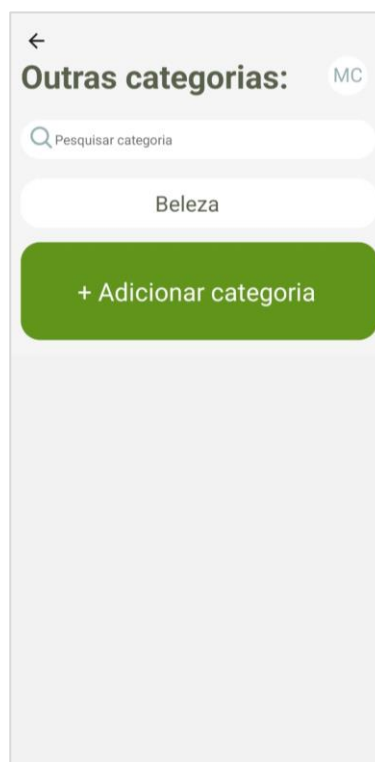 Outras categorias:
MC
Pesquisar categoria
Beleza
+ Adicionar categoria